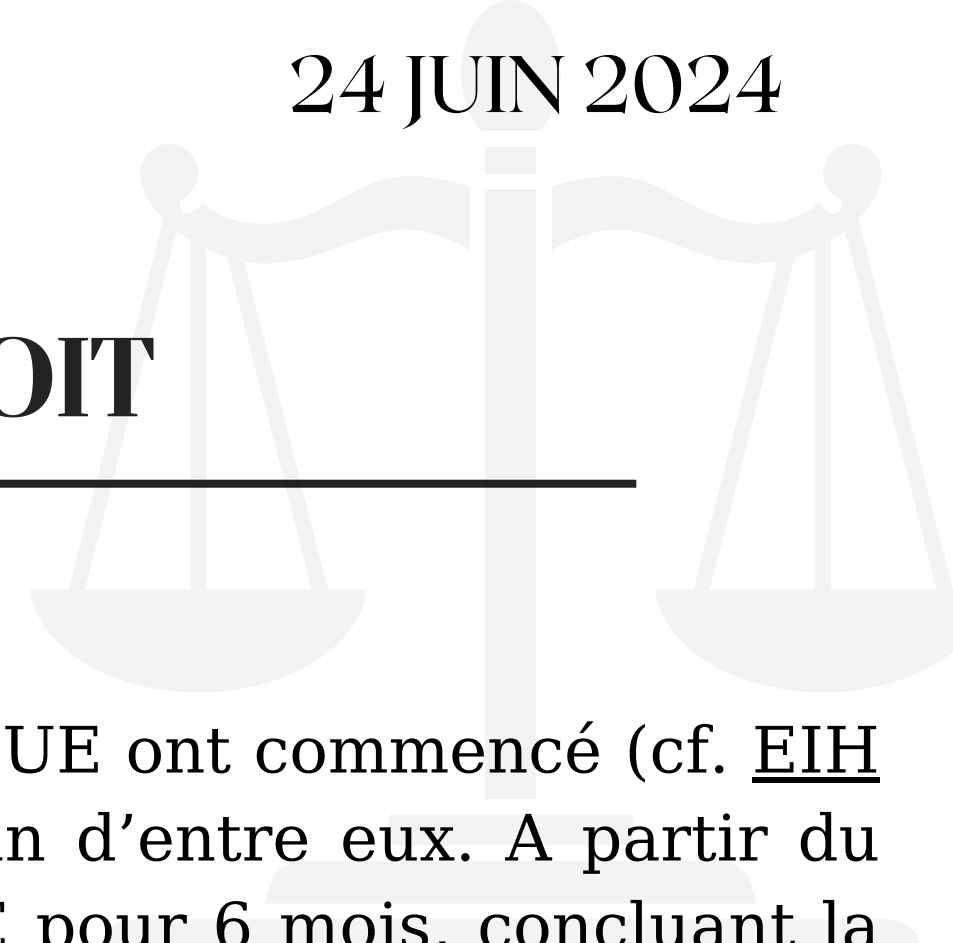 24 JUIN 2024
OIT
UE ont commencé (cf. EIH
d’entre eux. A partir du
pour 6 mois, concluant la